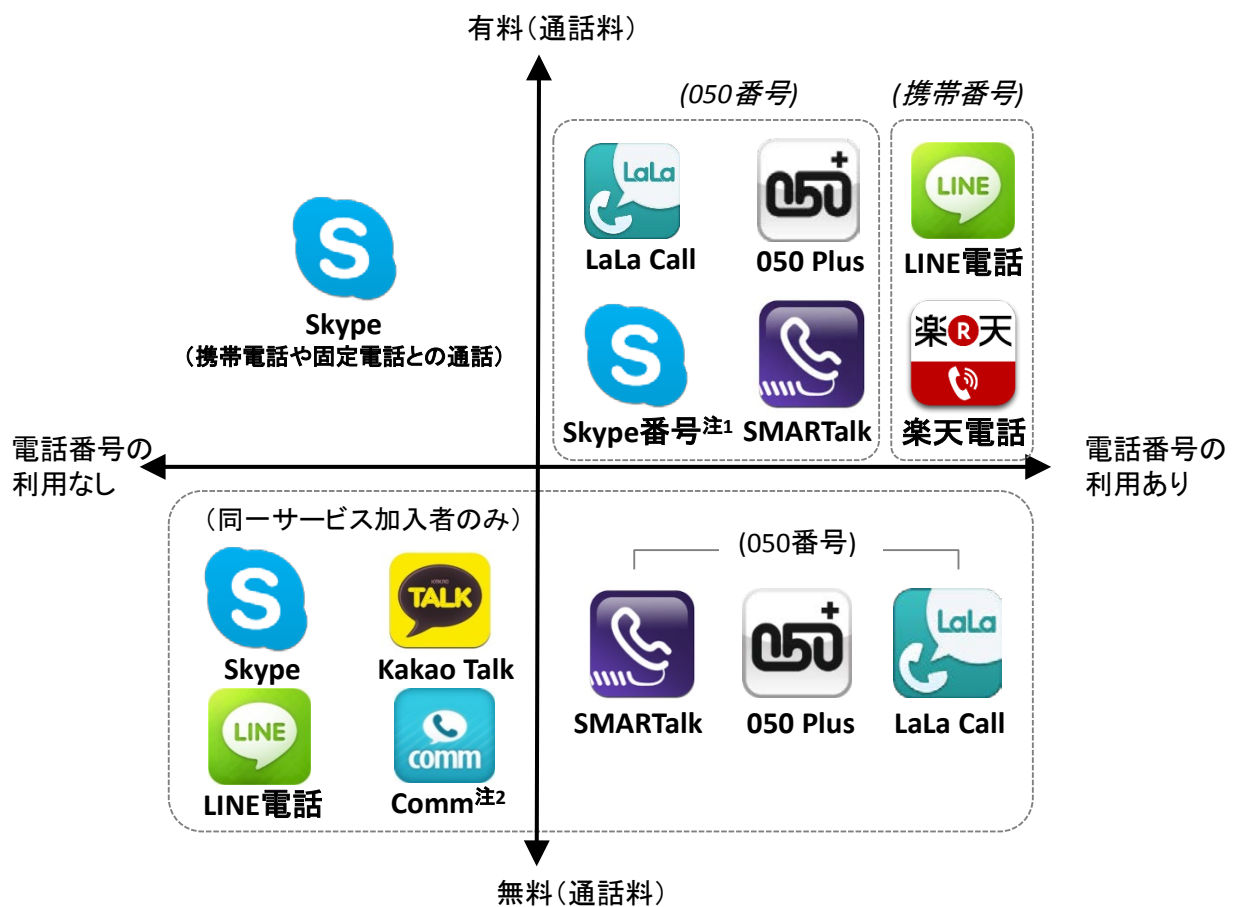 有料（通話料）
(050番号)
(携帯番号)
LaLa
050+
LINE
LaLa Call
050 Plus
LINE電話
S
Skype
（携帯電話や固定電話との通話）
S
楽R天
Skype番号注1
SMARTalk
楽天電話
電話番号の
利用なし
電話番号の
利用あり
（同一サービス加入者のみ）
(050番号)
S
KAKAO
TALK
050+
LaLa
Skype
Kakao Talk
SMARTalk
050 Plus
LaLa Call
LINE
comm
LINE電話
Comm注2
無料（通話料）